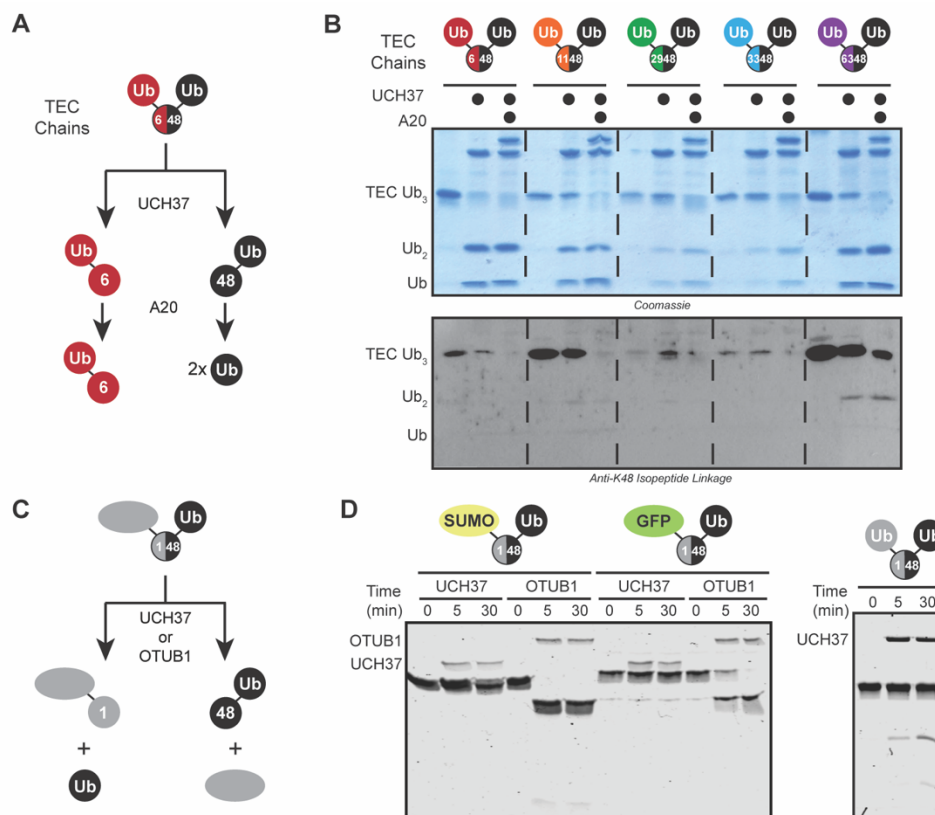 A
TEC
Chains
Ub Ub
6 48
UCH37
Ub Ub
6 48
A20
Ub
6 2x Ub
B
TEC
Chains
Ub Ub Ub Ub Ub Ub Ub Ub Ub Ub
6 48 11 48 29 48 33 48 63 48
UCH37
A20
TEC Ub3
Ub2
Ub
Coomassie
TEC Ub3
Ub2
Ub
Anti-K48 Isopeptide Linkage
C
Ub
1 48
UCH37
or
OTUB1
Ub
1 48
+ +
Ub
D
SUMO Ub GFP Ub Ub Ub
1 48 1 48 1 48
UCH37 OTUB1 UCH37 OTUB1
Time
(min) 0 5 30 0 5 30 0 5 30 0 5 30
Time
(min) 0 5 30
OTUB1
UCH37
UCH37